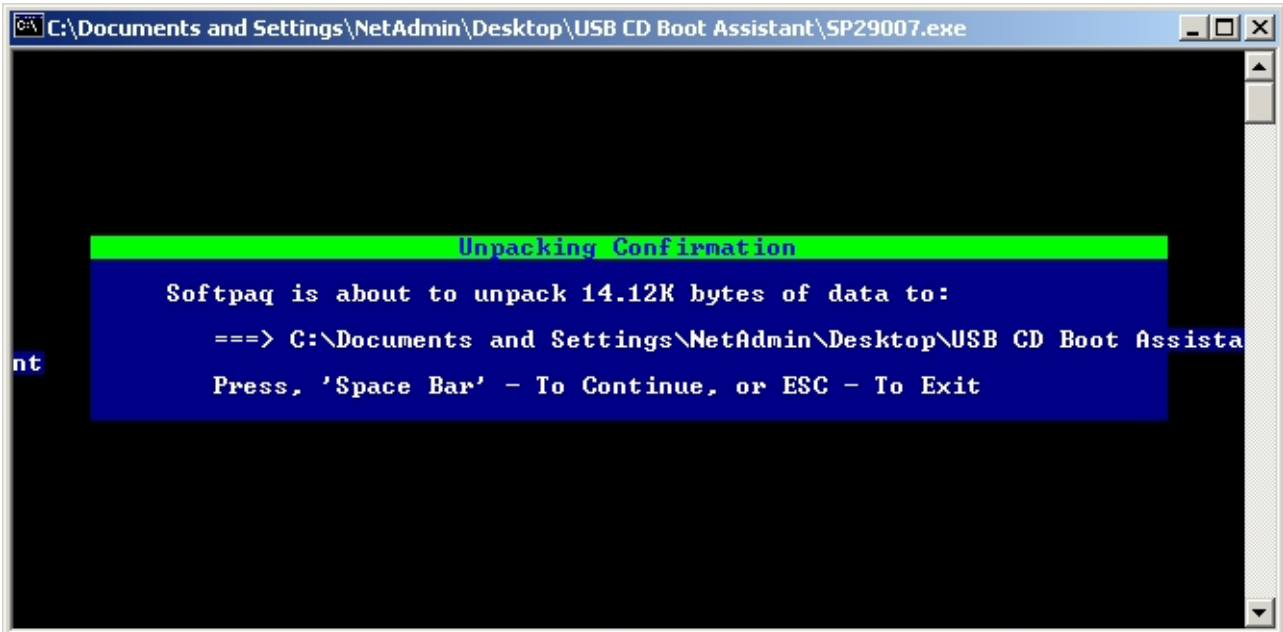 C:\Documents and Settings\NetAdmin\Desktop\USB CD Boot Assistant\SP29007.exe
Unpacking Confirmation
Softpaq is about to unpack 14.12K bytes of data to:
===> C:\Documents and Settings\NetAdmin\Desktop\USB CD Boot Assista
nt
Press, 'Space Bar' - To Continue, or ESC - To Exit